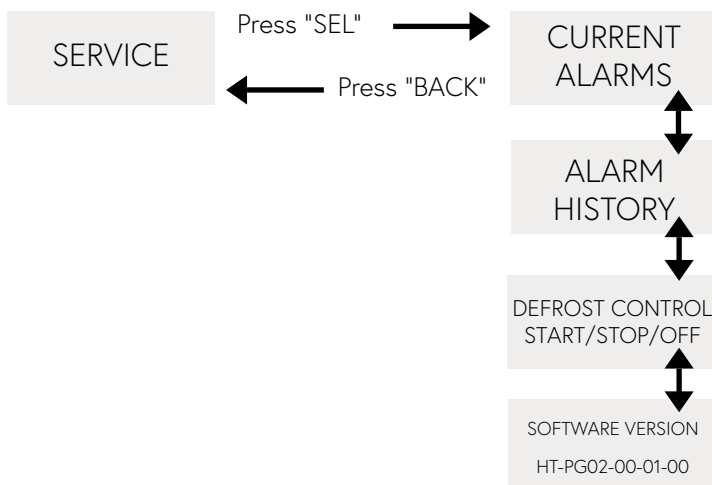 SERVICE
Press "SEL"
Press "BACK"
CURRENT
ALARMS
ALARM
HISTORY
DEFROST CONTROL
START/STOP/OFF
SOFTWARE VERSION
HT-PG02-00-01-00